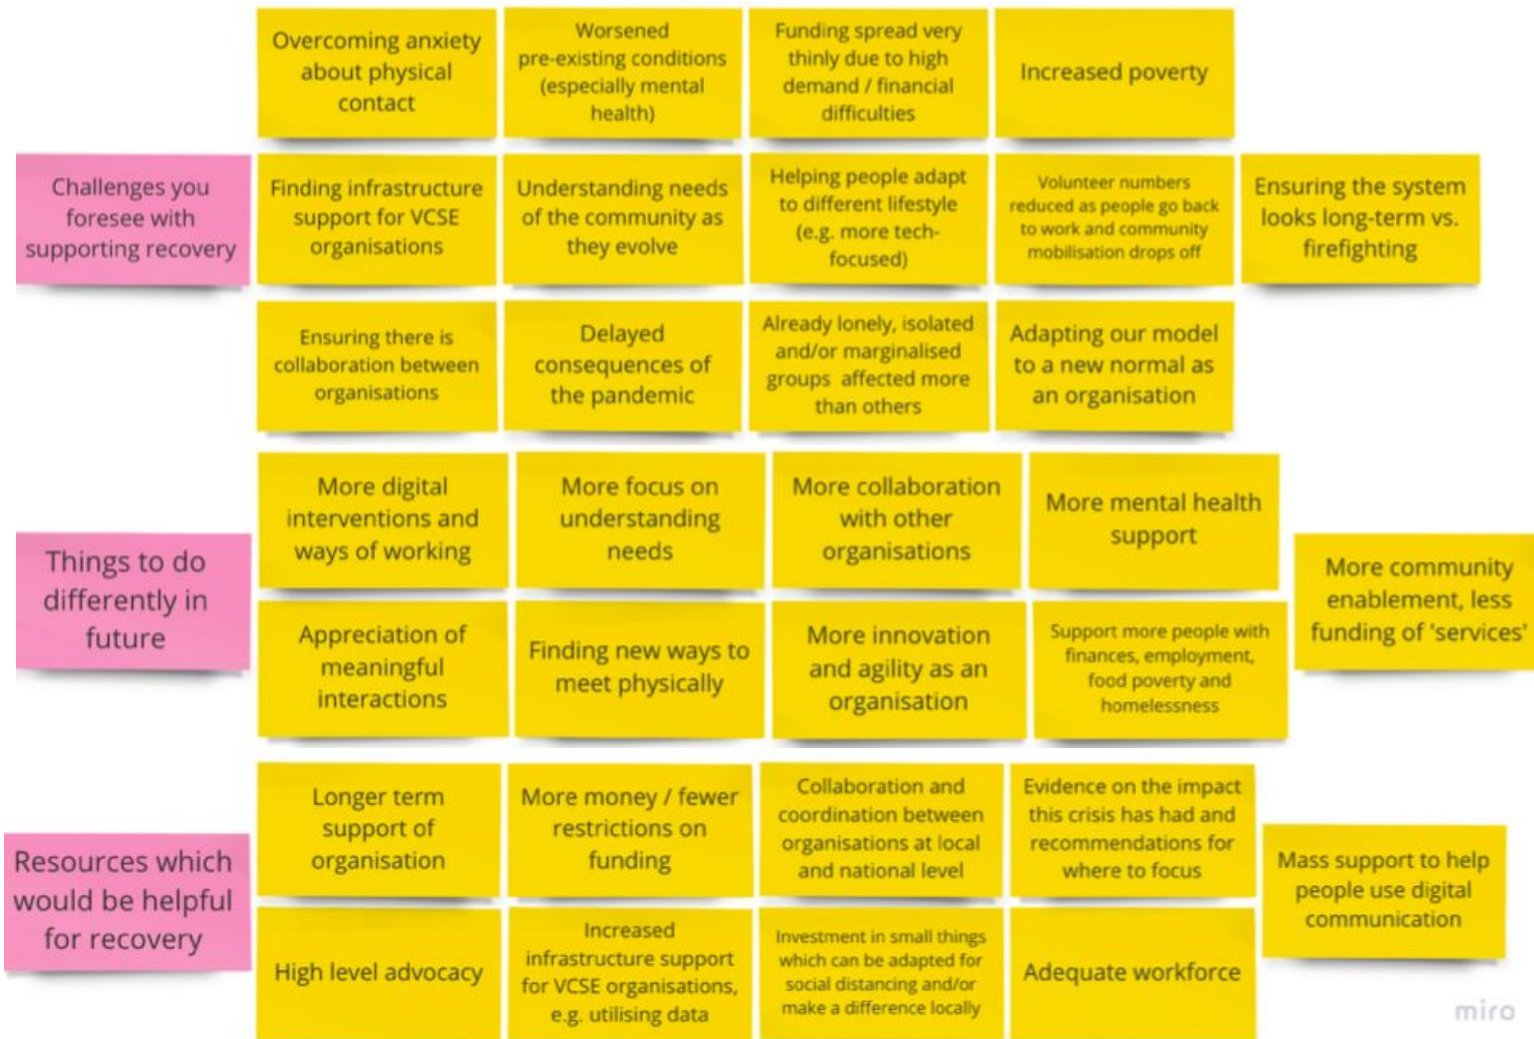 Overcoming anxiety
about physical
contact
Worsened
pre-existing conditions
(especially mental
health)
Funding spread very
thinly due to high
demand / financial
difficulties
Increased poverty
Challenges you
foresee with
supporting recovery
Finding infrastructure
support for VCSE
organisations
Understanding needs
of the community as
they evolve
Helping people adapt
to different lifestyle
(e.g. more tech-
focused)
Volunteer numbers
reduced as people go back
to work and community
mobilisation drops off
Ensuring the system
looks long-term vs.
firefighting
Ensuring there is
collaboration between
organisations
Delayed
consequences of
the pandemic
Already lonely, isolated
and/or marginalised
groups affected more
than others
Adapting our model
to a new normal as
an organisation
Things to do
differently in
future
More digital
interventions and
ways of working
More focus on
understanding
needs
More collaboration
with other
organisations
More mental health
support
More community
enablement, less
funding of 'services'
Appreciation of
meaningful
interactions
Finding new ways to
meet physically
More innovation
and agility as an
organisation
Support more people with
finances, employment,
food poverty and
homelessness
Resources which
would be helpful
for recovery
Longer term
support of
organisation
More money / fewer
restrictions on
funding
Collaboration and
coordination between
organisations at local
and national level
Evidence on the impact
this crisis has had and
recommendations for
where to focus
Mass support to help
people use digital
communication
High level advocacy
Increased
infrastructure support
for VCSE organisations,
e.g. utilising data
Investment in small things
which can be adapted for
social distancing and/or
make a difference locally
Adequate workforce
miro